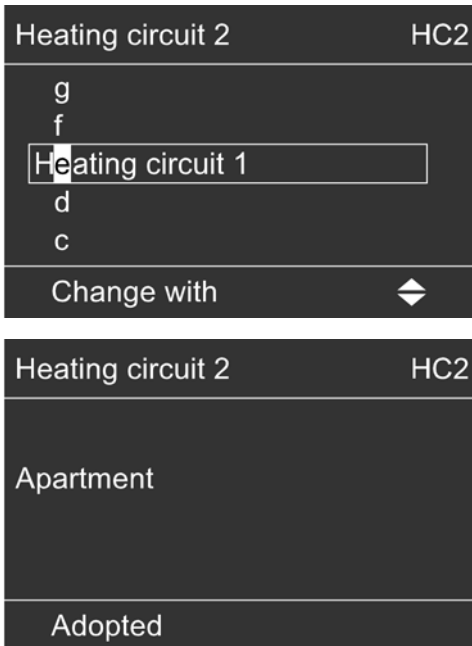 Heating circuit 2 HC2
g
f
Heating circuit 1
d
c
Change with
Heating circuit 2 HC2
Apartment
Adopted